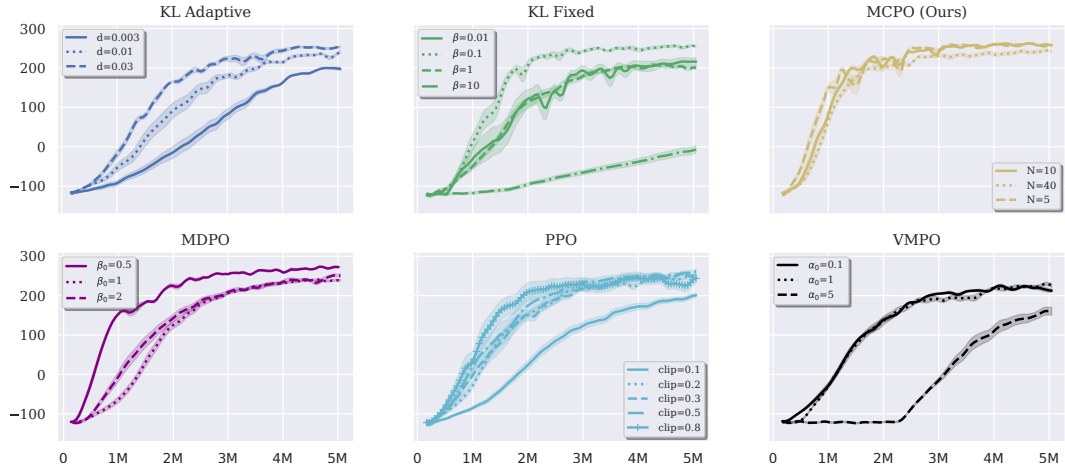 KL Adaptive
KL Fixed
MCPO (Ours)
300
200
100
0
−100
d=0.003
d=0.01
d=0.03
β=0.01
β=0.1
β=1
β=10
N=10
N=40
N=5
MDPO
PPO
VMPO
300
200
100
0
−100
β₀=0.5
β₀=1
β₀=2
clip=0.1
clip=0.2
clip=0.3
clip=0.5
clip=0.8
α₀=0.1
α₀=1
α₀=5
0 1M 2M 3M 4M 5M
0 1M 2M 3M 4M 5M
0 1M 2M 3M 4M 5M